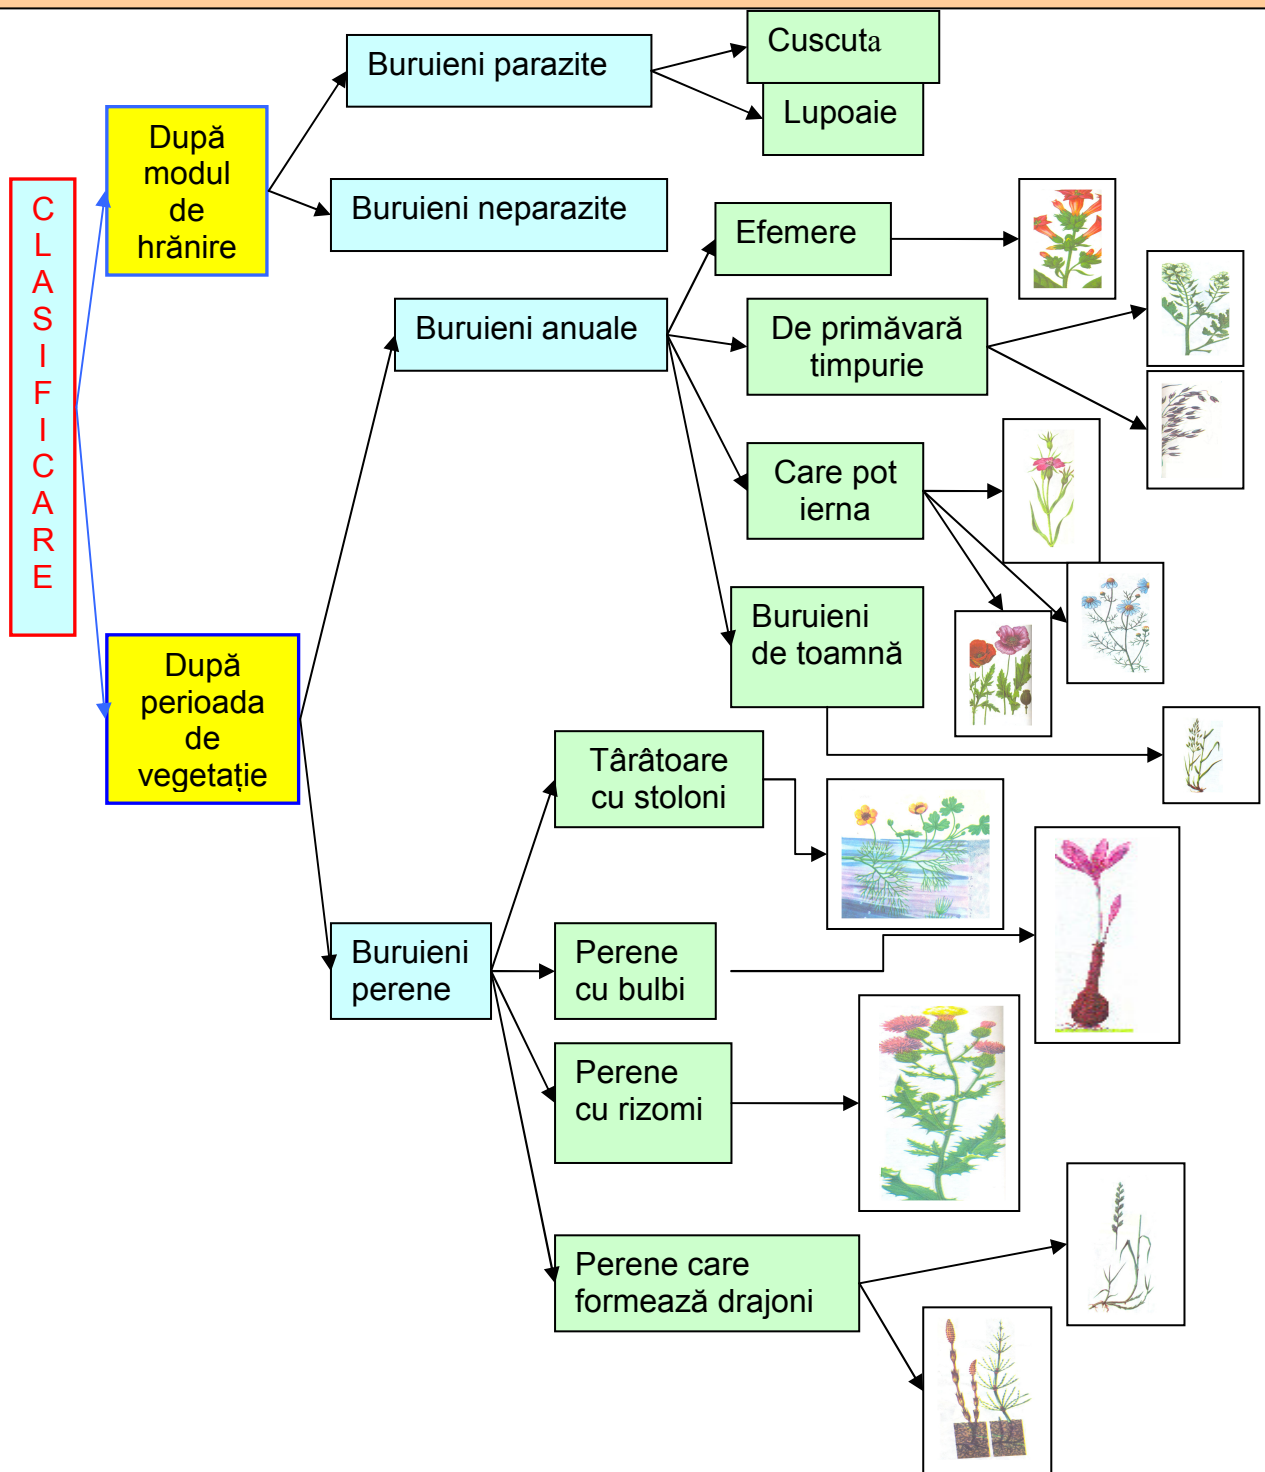 C
L
A
S
I
F
I
C
A
R
E
După
modul
de
hrănire
Buruieni parazite
Cuscuta
Lupoaie
Buruieni neparazite
După
perioada
de
vegetație
Buruieni anuale
Efemere
De primăvară
timpurie
Care pot
ierna
Buruieni
de toamnă
Buruieni
perene
Târâtoare
cu stoloni
Perene
cu bulbi
Perene
cu rizomi
Perene care
formează drajoni